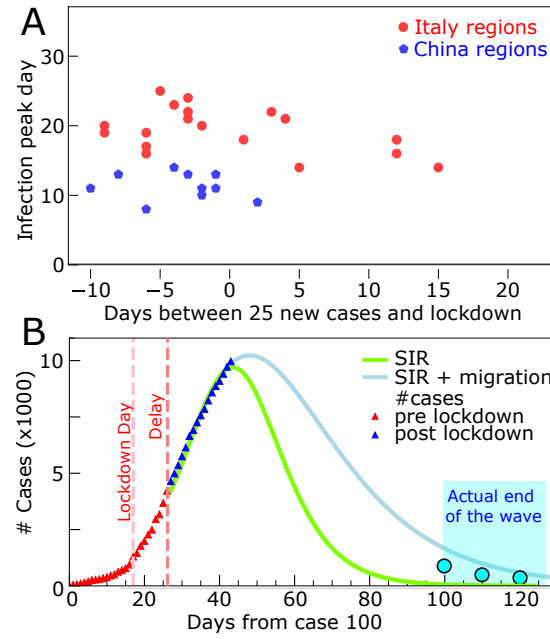 A
Italy regions
China regions
Infection peak day
30
20
10
0
−10 −5 0 5 10 15 20
Days between 25 new cases and lockdown
B
SIR
SIR + migration
#cases
pre lockdown
post lockdown
Lockdown Day
Delay
Actual end
of the wave
# Cases (x1000)
10
5
0
0 20 40 60 80 100 120
Days from case 100